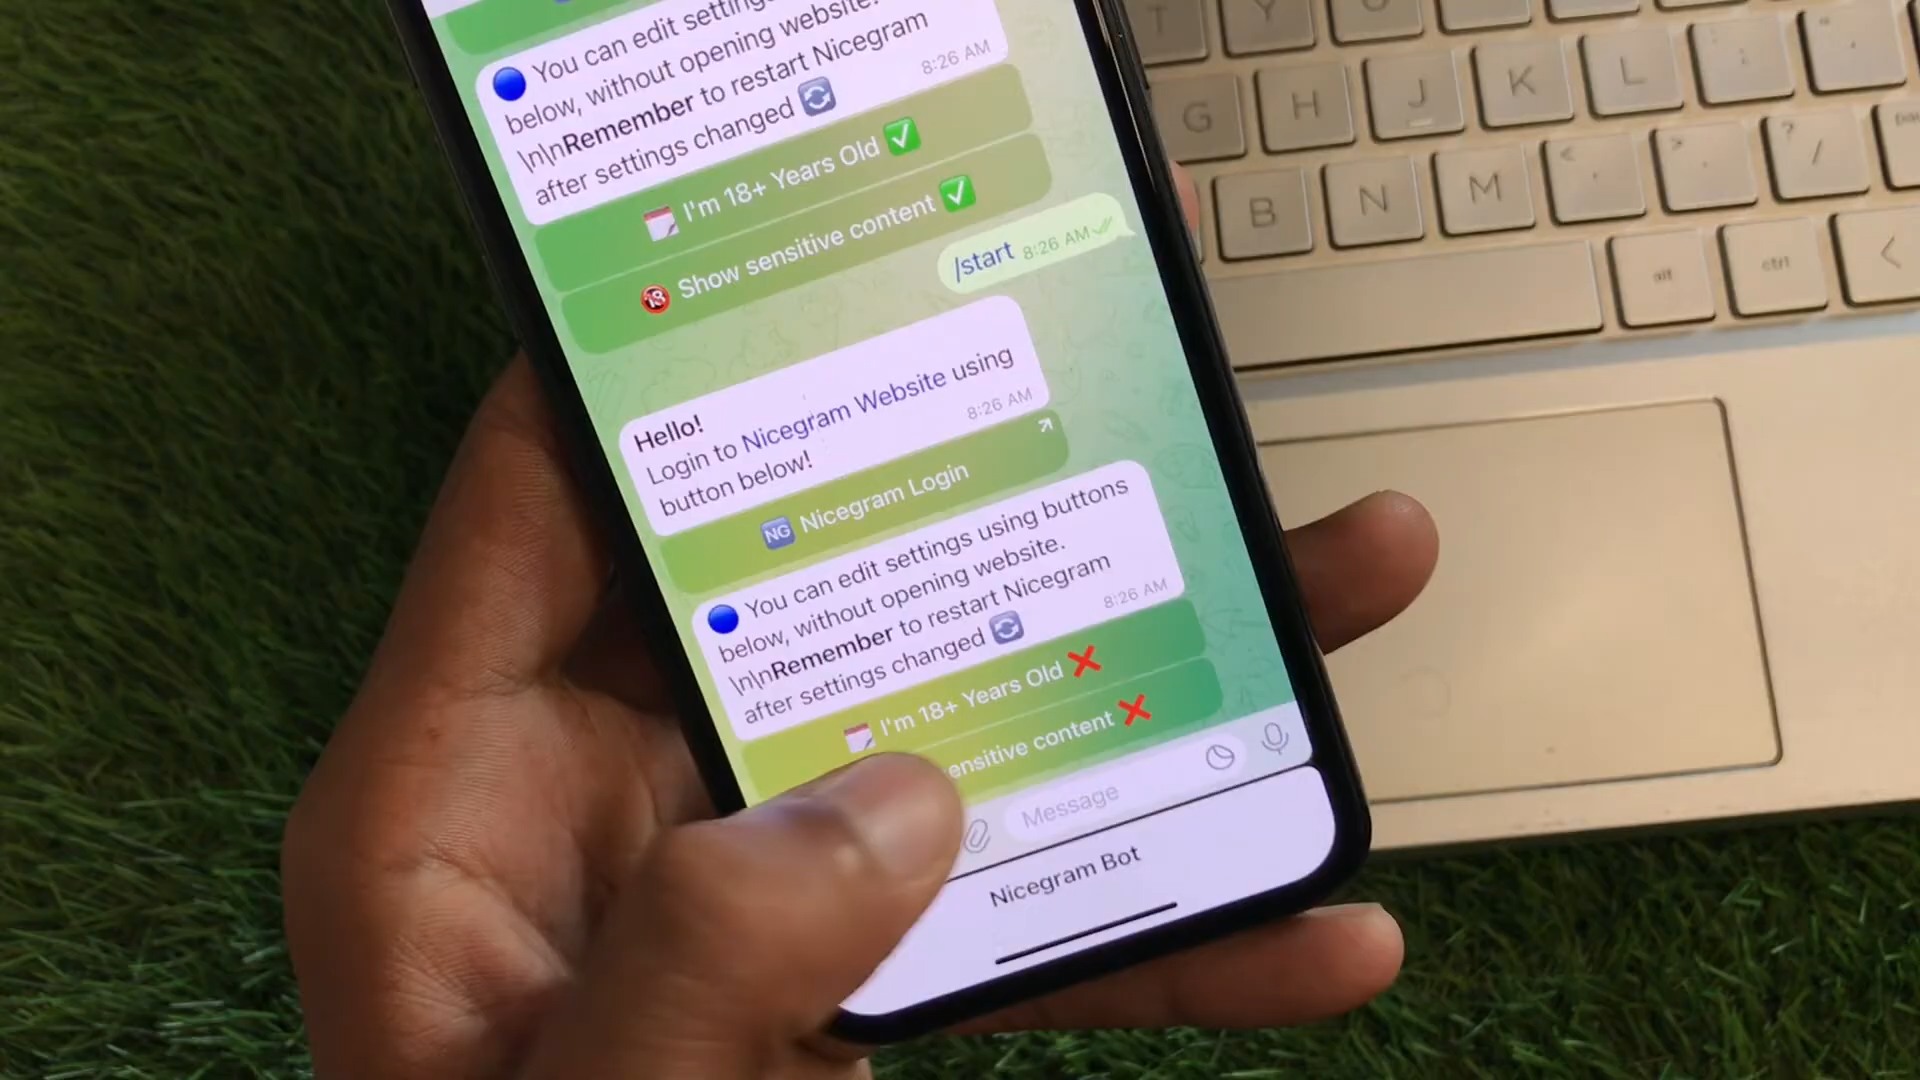 You can edit settings
below, without opening website.
\n\nRemember to restart Nicegram
after settings changed
8:26 AM
I'm 18+ Years Old
18 Show sensitive content
/start 8:26 AM
Hello!
Login to Nicegram Website using
button below!
8:26 AM
NG Nicegram Login
You can edit settings using buttons
below, without opening website.
\n\nRemember to restart Nicegram
after settings changed
8:26 AM
I'm 18+ Years Old
ensitive content
Message
Nicegram Bot
T Y U
G H J K L : ;
B N M < , > . ? /
alt ctrl <